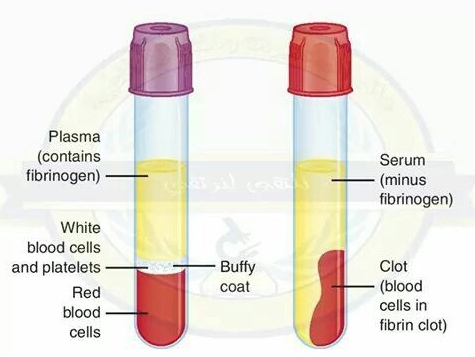 Plasma
(contains
fibrinogen)
White
blood cells
and platelets
Red
blood
cells
Buffy
coat
Serum
(minus
fibrinogen)
Clot
(blood
cells in
fibrin clot)